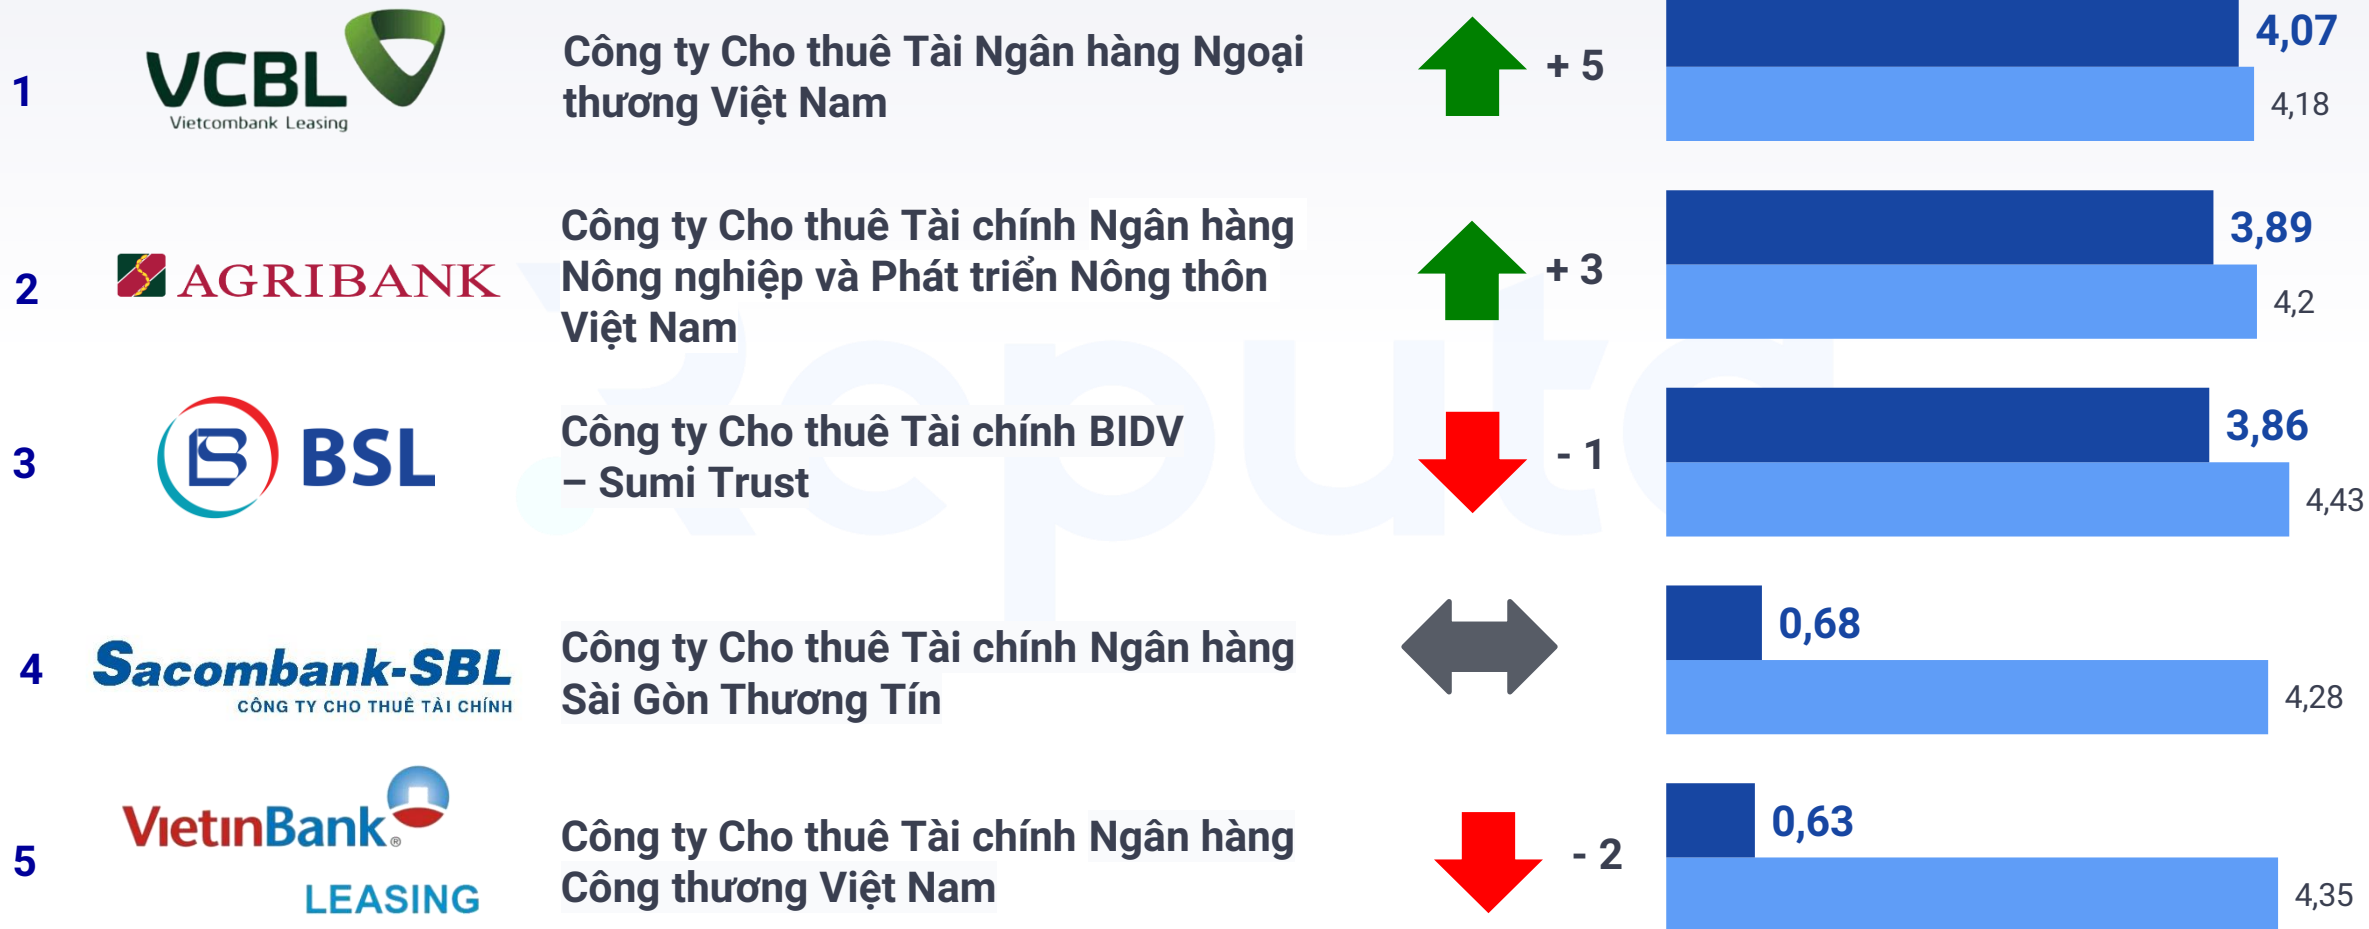 1
VCBL
Vietcombank Leasing
Công ty Cho thuê Tài Ngân hàng Ngoại
thương Việt Nam
+ 5
4,07
4,18
2
AGRIBANK
Công ty Cho thuê Tài chính Ngân hàng
Nông nghiệp và Phát triển Nông thôn
Việt Nam
+ 3
3,89
4,2
3
BSL
Công ty Cho thuê Tài chính BIDV
– Sumi Trust
- 1
3,86
4,43
4
Sacombank-SBL
CÔNG TY CHO THUÊ TÀI CHÍNH
Công ty Cho thuê Tài chính Ngân hàng
Sài Gòn Thương Tín
0,68
4,28
5
VietinBank®
LEASING
Công ty Cho thuê Tài chính Ngân hàng
Công thương Việt Nam
- 2
0,63
4,35
Reputa